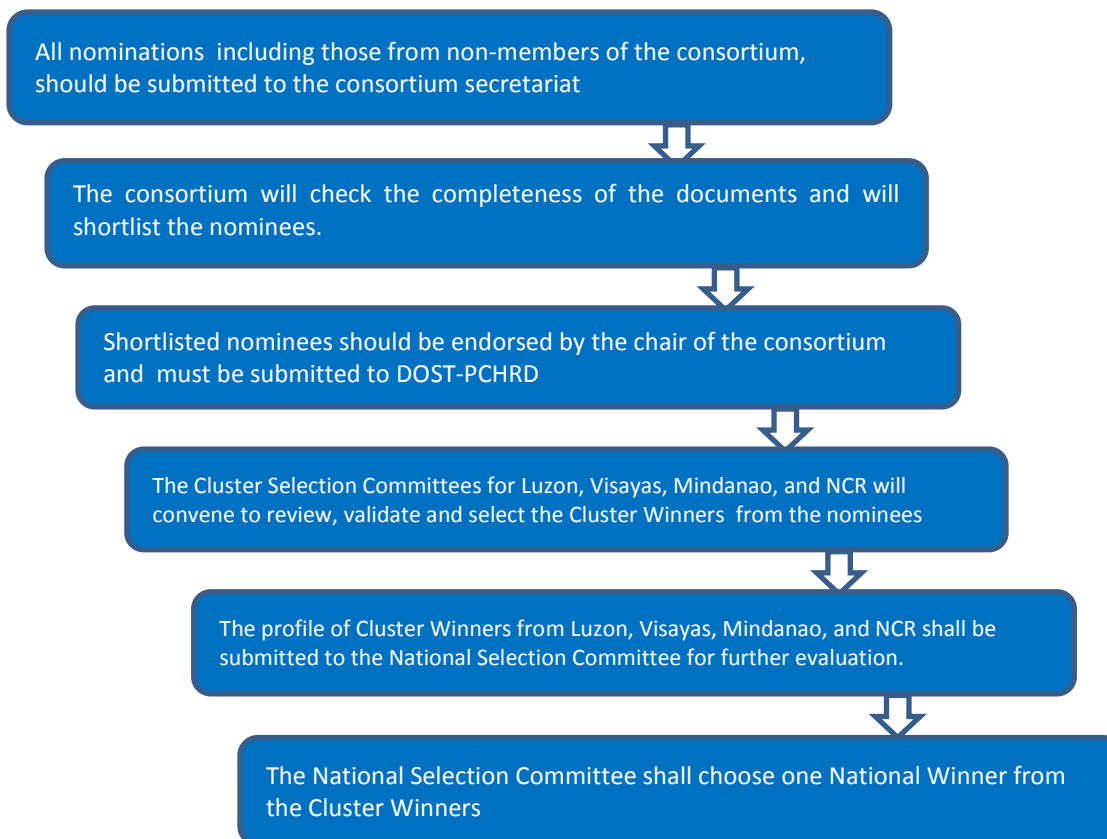 All nominations including those from non-members of the consortium,
should be submitted to the consortium secretariat
The consortium will check the completeness of the documents and will
shortlist the nominees.
Shortlisted nominees should be endorsed by the chair of the consortium
and must be submitted to DOST-PCHRD
The Cluster Selection Committees for Luzon, Visayas, Mindanao, and NCR will
convene to review, validate and select the Cluster Winners from the nominees
The profile of Cluster Winners from Luzon, Visayas, Mindanao, and NCR shall be
submitted to the National Selection Committee for further evaluation.
The National Selection Committee shall choose one National Winner from
the Cluster Winners